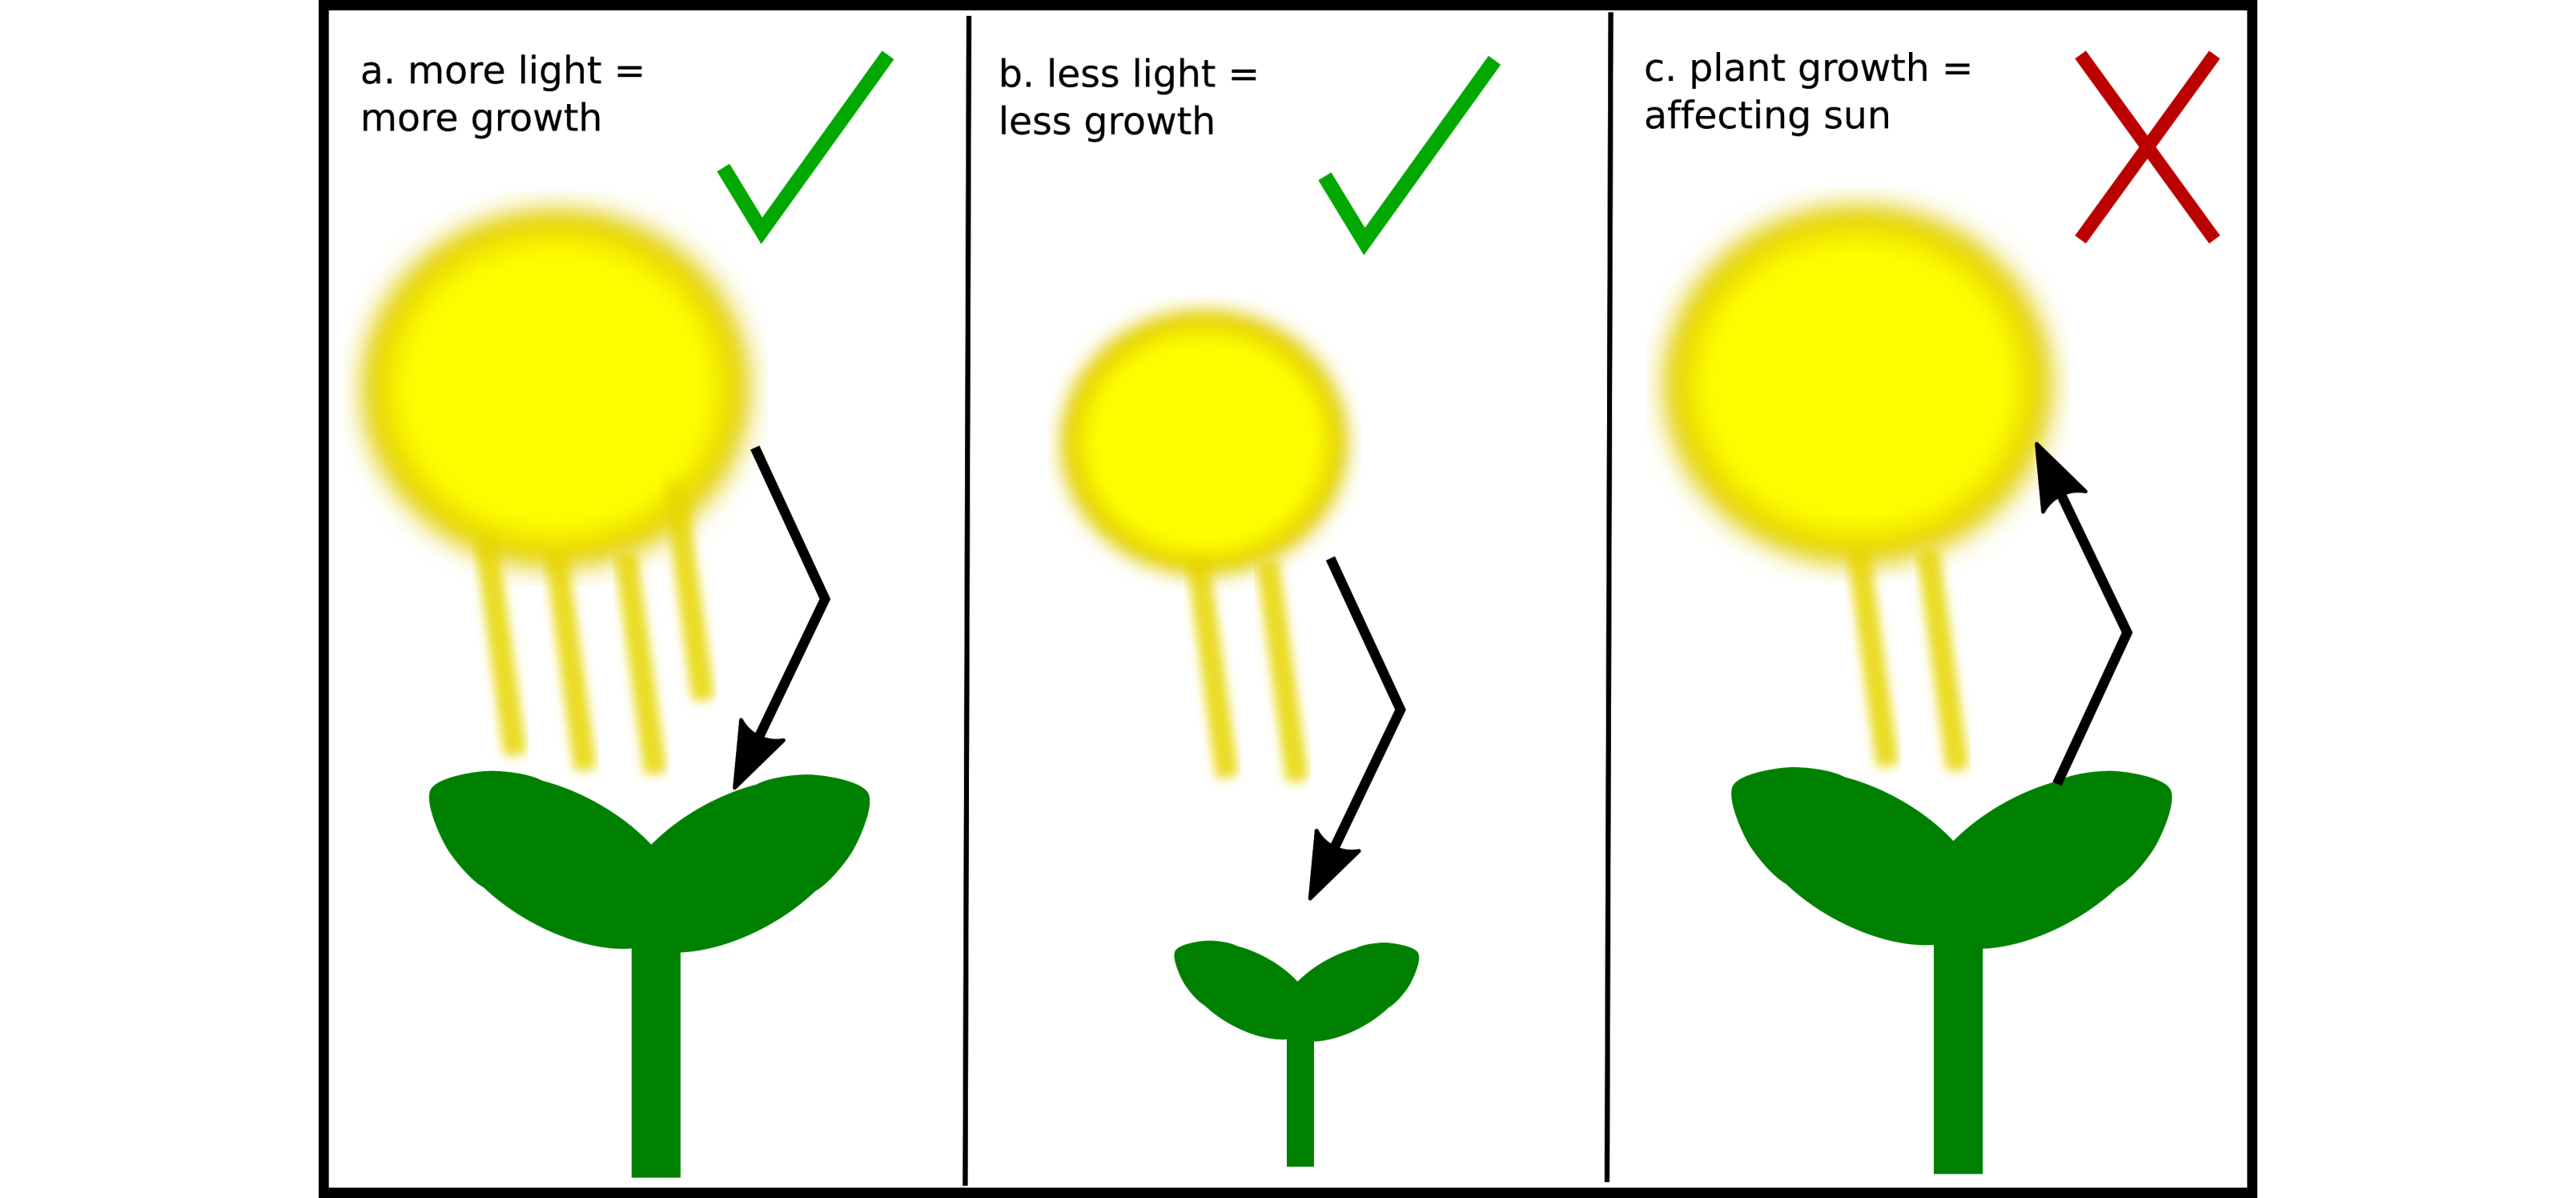 a. more light =
more growth
b. less light =
less growth
c. plant growth =
affecting sun